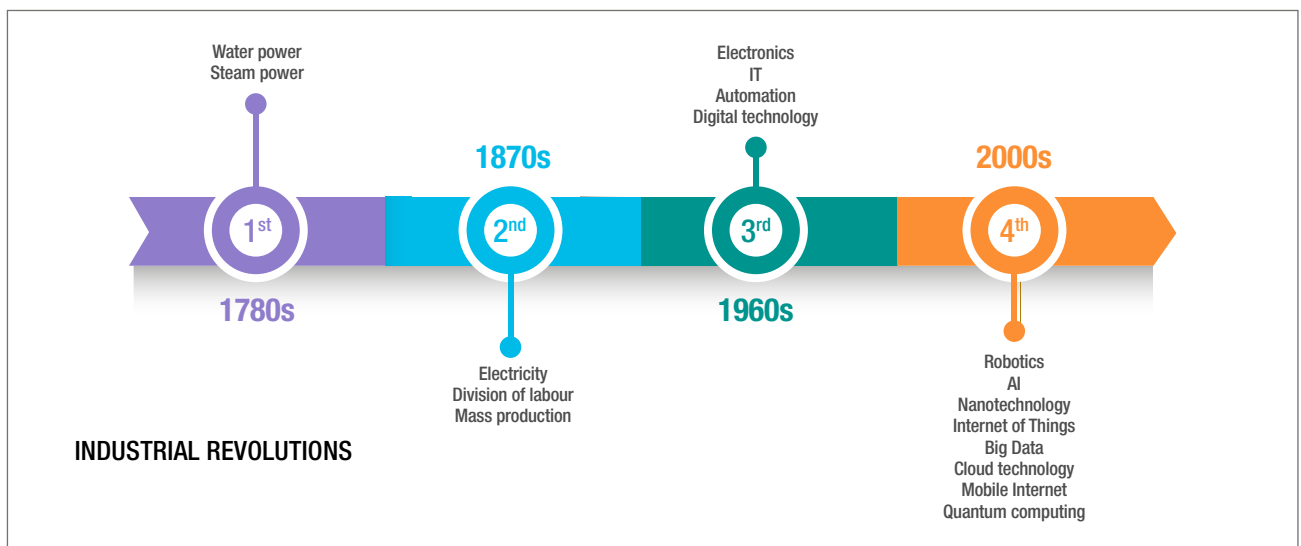 Water power
Steam power
1st
1780s
1870s
2nd
Electricity
Division of labour
Mass production
Electronics
IT
Automation
Digital technology
3rd
1960s
2000s
4th
Robotics
AI
Nanotechnology
Internet of Things
Big Data
Cloud technology
Mobile Internet
Quantum computing
INDUSTRIAL REVOLUTIONS